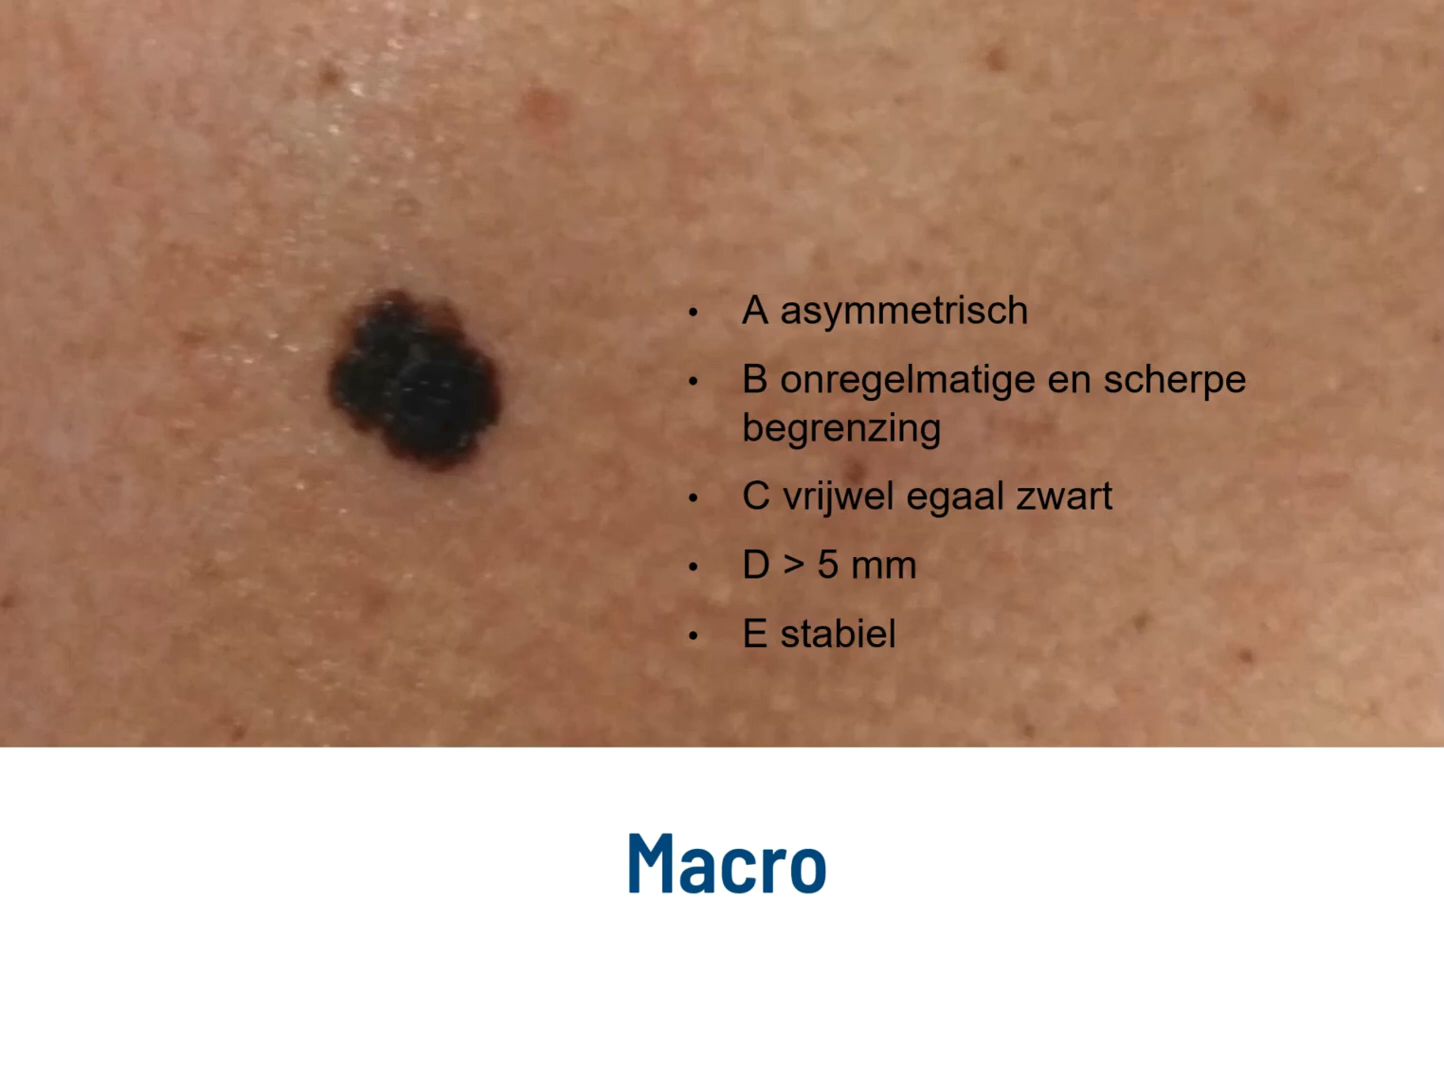 • A asymmetrisch
• B onregelmatige en scherpe
begrenzing
• C vrijwel egaal zwart
• D > 5 mm
• E stabiel
Macro